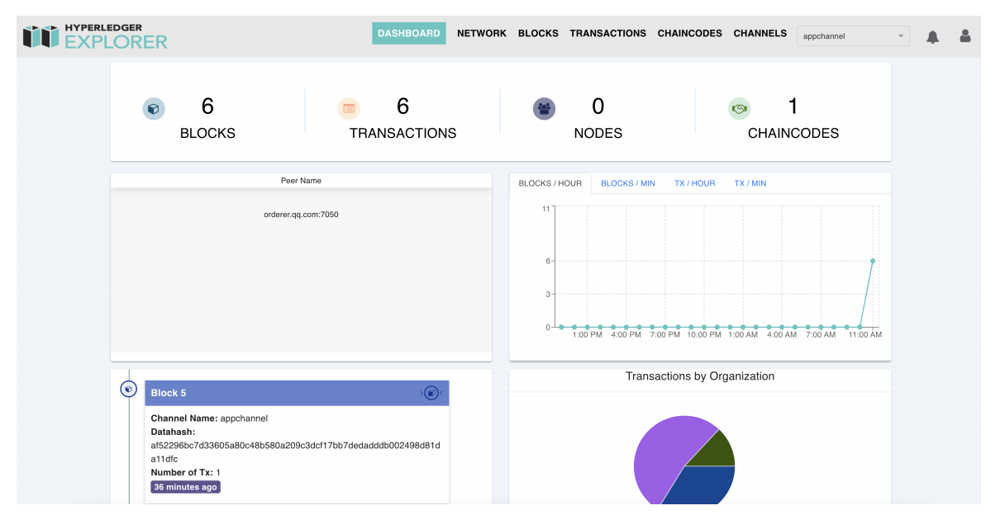 HYPERLEDGER
EXPLORER
DASHBOARD NETWORK BLOCKS TRANSACTIONS CHAINCODES CHANNELS appchannel
6
BLOCKS
6
TRANSACTIONS
0
NODES
1
CHAINCODES
Peer Name
orderer.qq.com:7050
BLOCKS / HOUR BLOCKS / MIN TX / HOUR TX / MIN
11
6
3
0
1:00 PM 4:00 PM 7:00 PM 10:00 PM 1:00 AM 4:00 AM 7:00 AM 11:00 AM
Block 5
Channel Name: appchannel
Datahash:
af52296bc7d33605a80c48b580a209c3dcf17bb7dedadddb002498d81d
a11dfc
Number of Tx: 1
36 minutes ago
Transactions by Organization